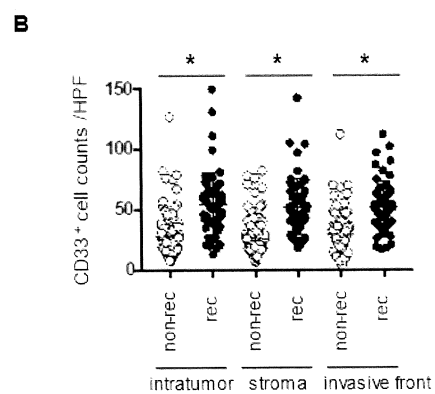 B
* * *
CD33+ cell counts /HPF
150
100
50
0
non-rec rec non-rec rec non-rec rec
intratumor stroma invasive front